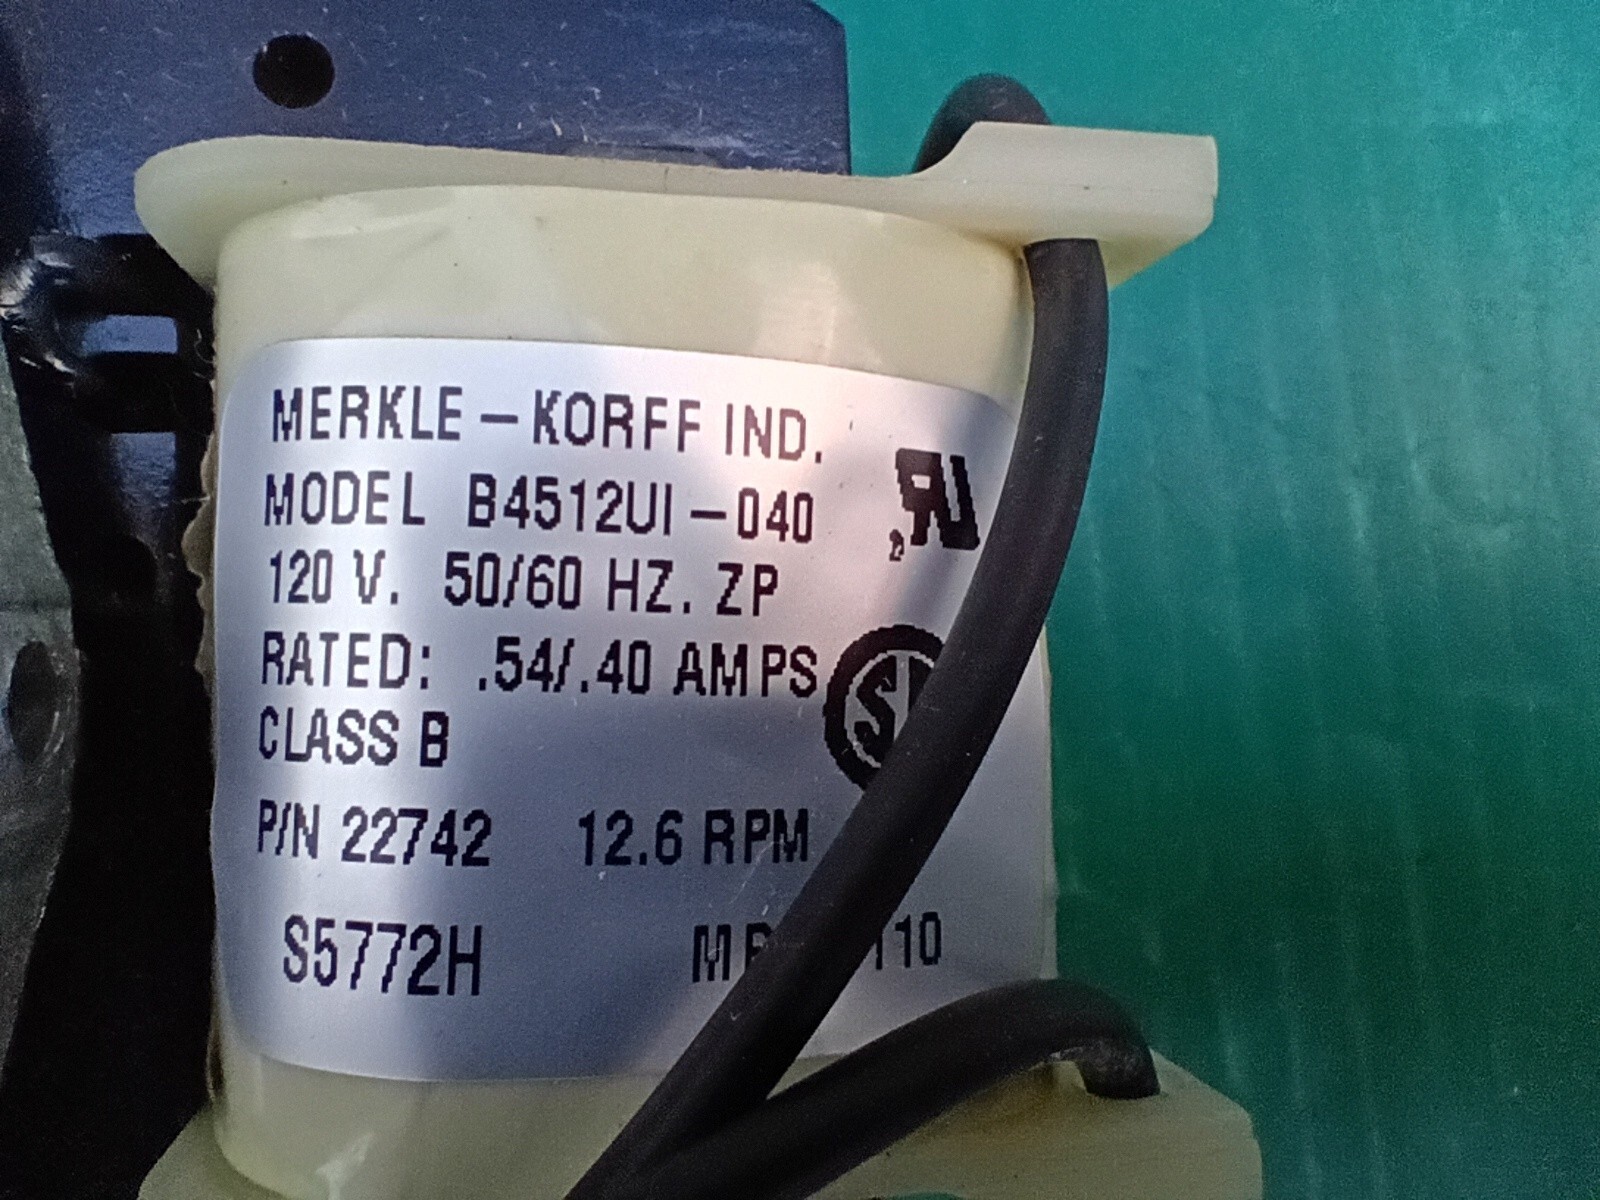 MERKLE-KORFF IND.
MODEL B4512UI-040
120 V. 50/60 HZ. ZP
RATED: .54/.40 AMPS
CLASS B
P/N 22742 12.6 RPM
S5772H